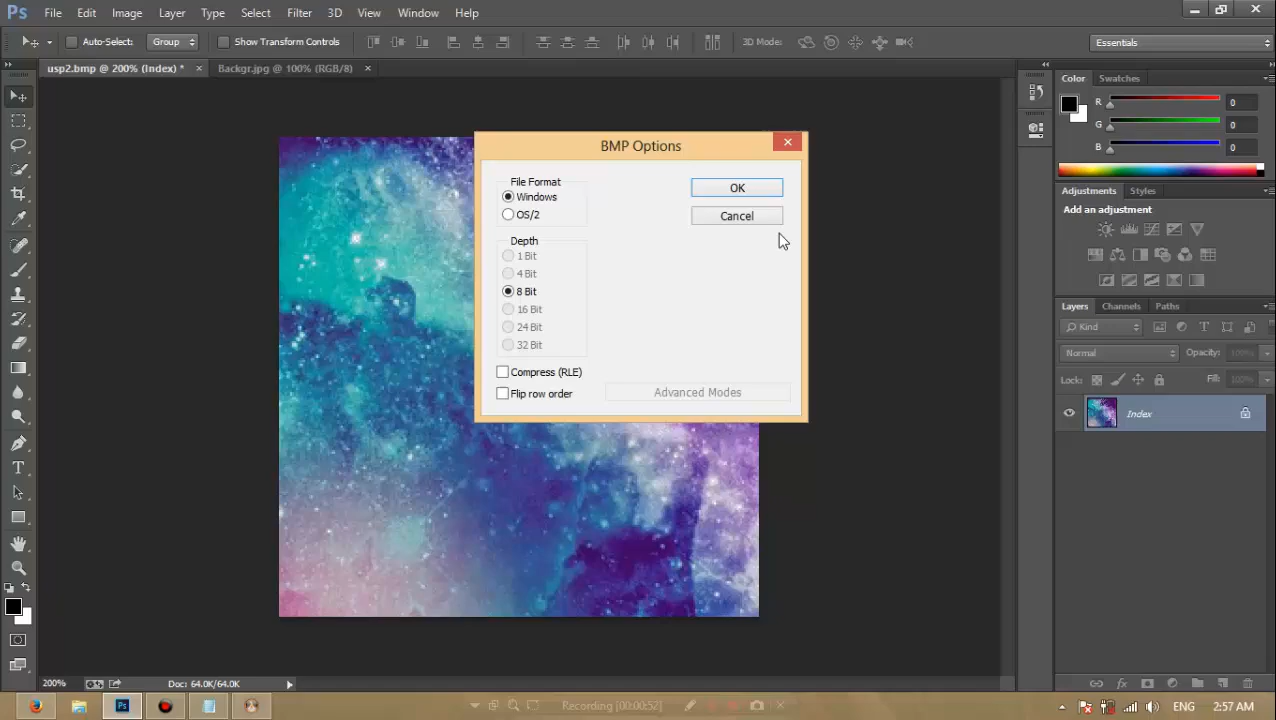 Ps File Edit Image Layer Type Select Filter 3D View Window Help
Auto-Select: Group Show Transform Controls 3D Mode: Essentials
usp2.bmp @ 200% (Index) * × Backgr.jpg @ 100% (RGB/8) ×
Color Swatches
R 0
G 0
B 0
Adjustments Styles
Add an adjustment
Layers Channels Paths
Kind
Normal Opacity: 100%
Lock: Fill: 100%
Index
BMP Options
File Format
Windows
OS/2
OK
Cancel
Depth
1 Bit
4 Bit
8 Bit
16 Bit
24 Bit
32 Bit
Compress (RLE)
Flip row order
Advanced Modes
200% Doc: 64.0K/64.0K
Recording [00:00:52]
ENG 2:57 AM